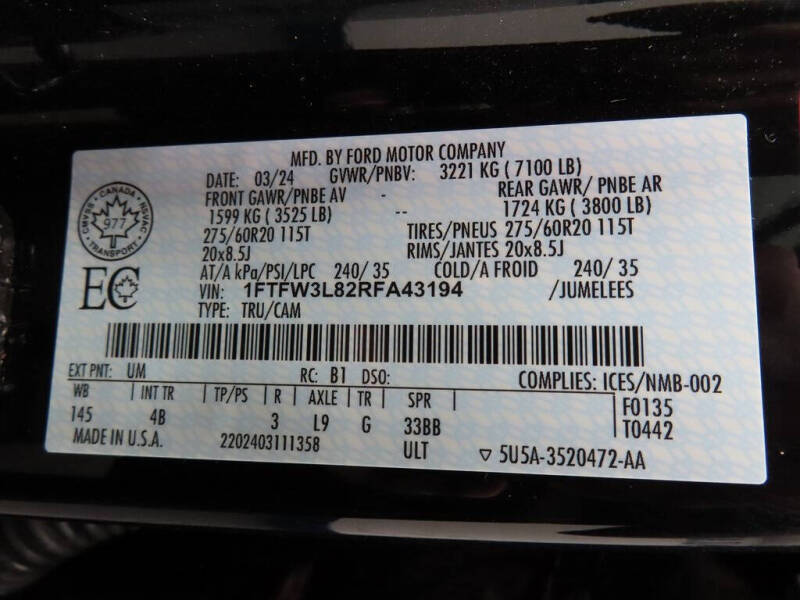 MFD. BY FORD MOTOR COMPANY
DATE: 03/24 GVWR/PNBV: 3221 KG ( 7100 LB)
FRONT GAWR/PNBE AV - REAR GAWR/ PNBE AR
1599 KG ( 3525 LB) -- 1724 KG ( 3800 LB)
275/60R20 115T TIRES/PNEUS 275/60R20 115T
20x8.5J RIMS/JANTES 20x8.5J
AT/A kPa/PSI/LPC 240/ 35 COLD/A FROID 240/ 35
VIN: 1FTFW3L82RFA43194 /JUMELEES
TYPE: TRU/CAM
CANADA
977
TRANSPORT
CMVSS
NSVAC
EC
EXT PNT: UM RC: B1 DSO: COMPLIES: ICES/NMB-002
WB INT TR TP/PS R AXLE TR SPR F0135
145 4B 3 L9 G 33BB T0442
MADE IN U.S.A. 2202403111358 ULT ▽ 5U5A-3520472-AA